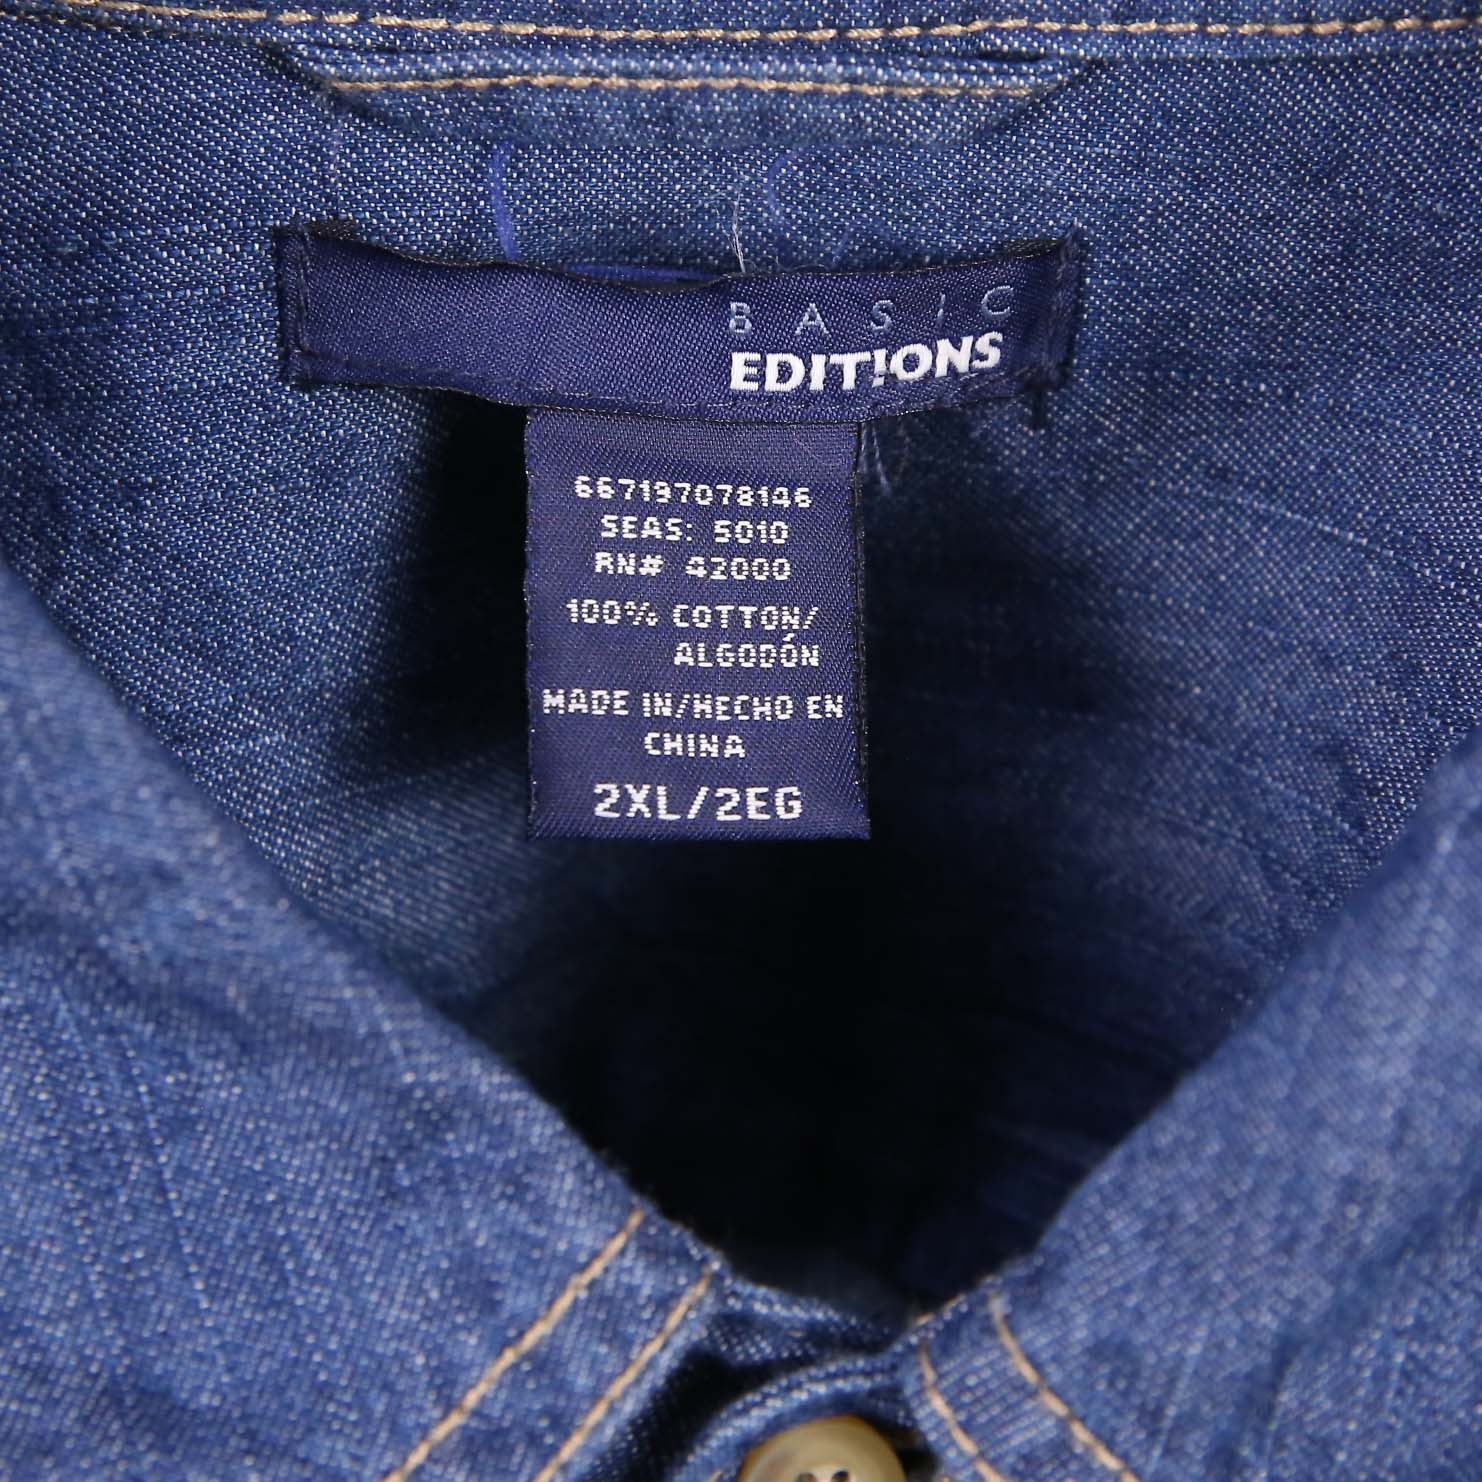 BASIC
EDITIONS
667197078146
SEAS: 5010
RN# 42000
100% COTTON/
ALGODÓN
MADE IN/HECHO EN
CHINA
2XL/2EG